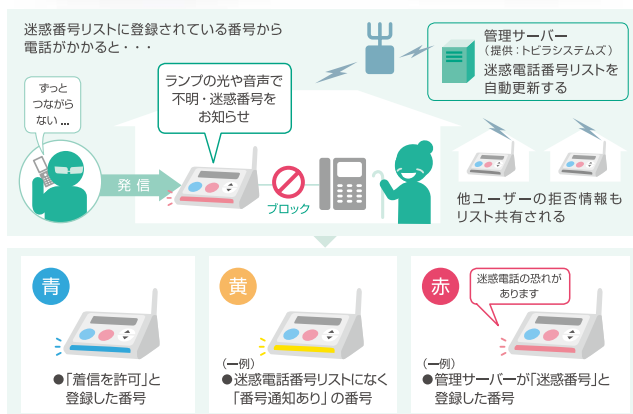 迷惑番号リストに登録されている番号から
電話がかかると・・・
ずっと
つながら
ない...
ランプの光や音声で
不明・迷惑番号を
お知らせ
管理サーバー
（提供：トビラシステムズ）
迷惑電話番号リストを
自動更新する
発信
ブロック
他ユーザーの拒否情報も
リスト共有される
青
●「着信を許可」と
登録した番号
黄
（一例）
●迷惑電話番号リストになく
「番号通知あり」の番号
赤
迷惑電話の恐れが
あります
（一例）
●管理サーバーが「迷惑番号」と
登録した番号